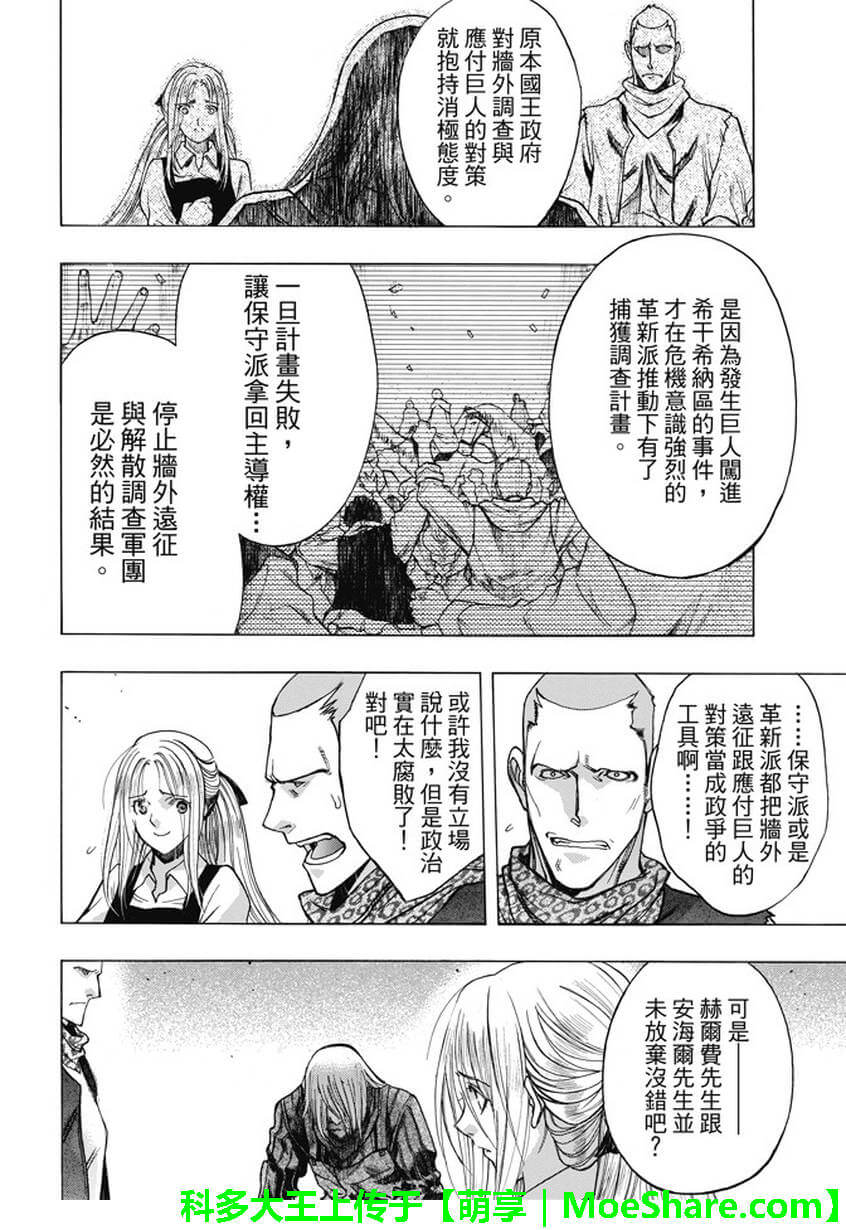 原本國王政府
對牆外調查與
應付巨人的對策
就抱持消極態度。
是因為發生巨人闖進
希干希納區的事件，
才在危機意識強烈的
革新派推動下有了
捕獲調查計畫。
一旦計畫失敗，
讓保守派拿回主導權…
停止牆外遠征
與解散調查軍團
是必然的結果。
……保守派或是
革新派都把牆外
遠征跟應付巨人的
對策當成政爭的
工具啊……！
或許我沒有立場
說什麼，但是政治
實在太腐敗了！
對吧！
可是——
赫爾費先生跟
安海爾先生並
未放棄沒錯吧？
科多大王上传于【萌享｜MoeShare.com】